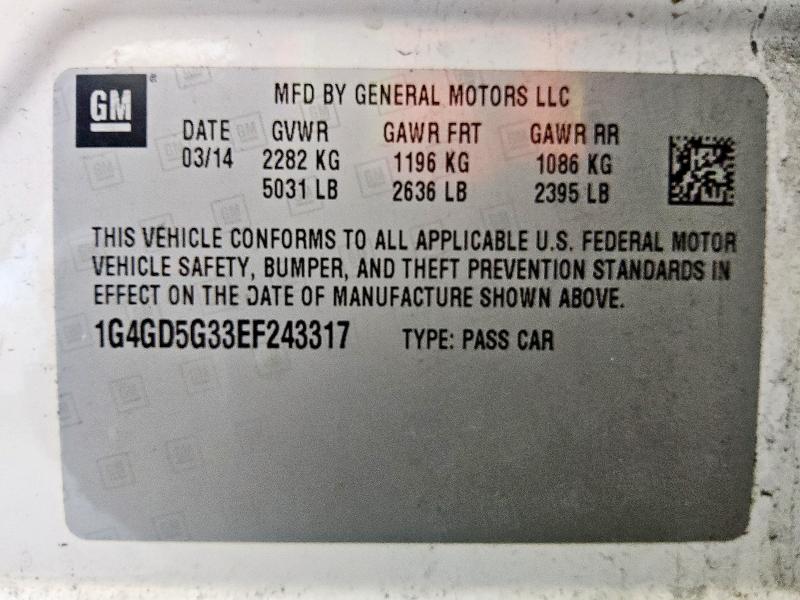 GM
MFD BY GENERAL MOTORS LLC
DATE GVWR GAWR FRT GAWR RR
03/14 2282 KG 1196 KG 1086 KG
5031 LB 2636 LB 2395 LB
THIS VEHICLE CONFORMS TO ALL APPLICABLE U.S. FEDERAL MOTOR
VEHICLE SAFETY, BUMPER, AND THEFT PREVENTION STANDARDS IN
EFFECT ON THE DATE OF MANUFACTURE SHOWN ABOVE.
1G4GD5G33EF243317 TYPE: PASS CAR